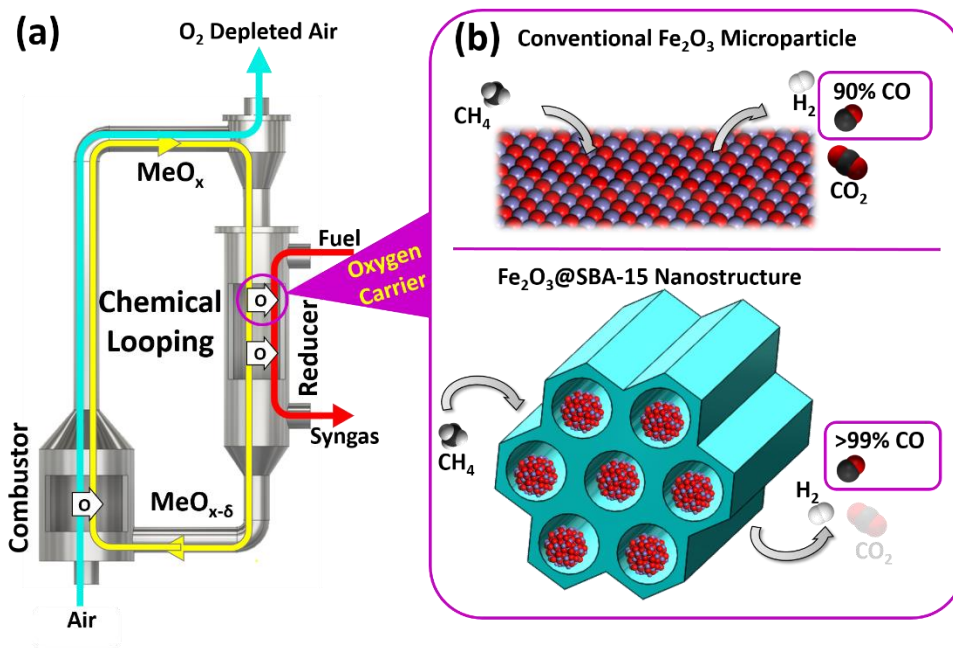 (a)
O₂ Depleted Air
MeOₓ
Fuel
Oxygen
Carrier
Chemical
Looping
O
O
Reducer
Syngas
Combustor
O
MeOₓ₋δ
Air
(b)
Conventional Fe₂O₃ Microparticle
CH₄
H₂
90% CO
CO₂
Fe₂O₃@SBA-15 Nanostructure
CH₄
>99% CO
H₂
CO₂